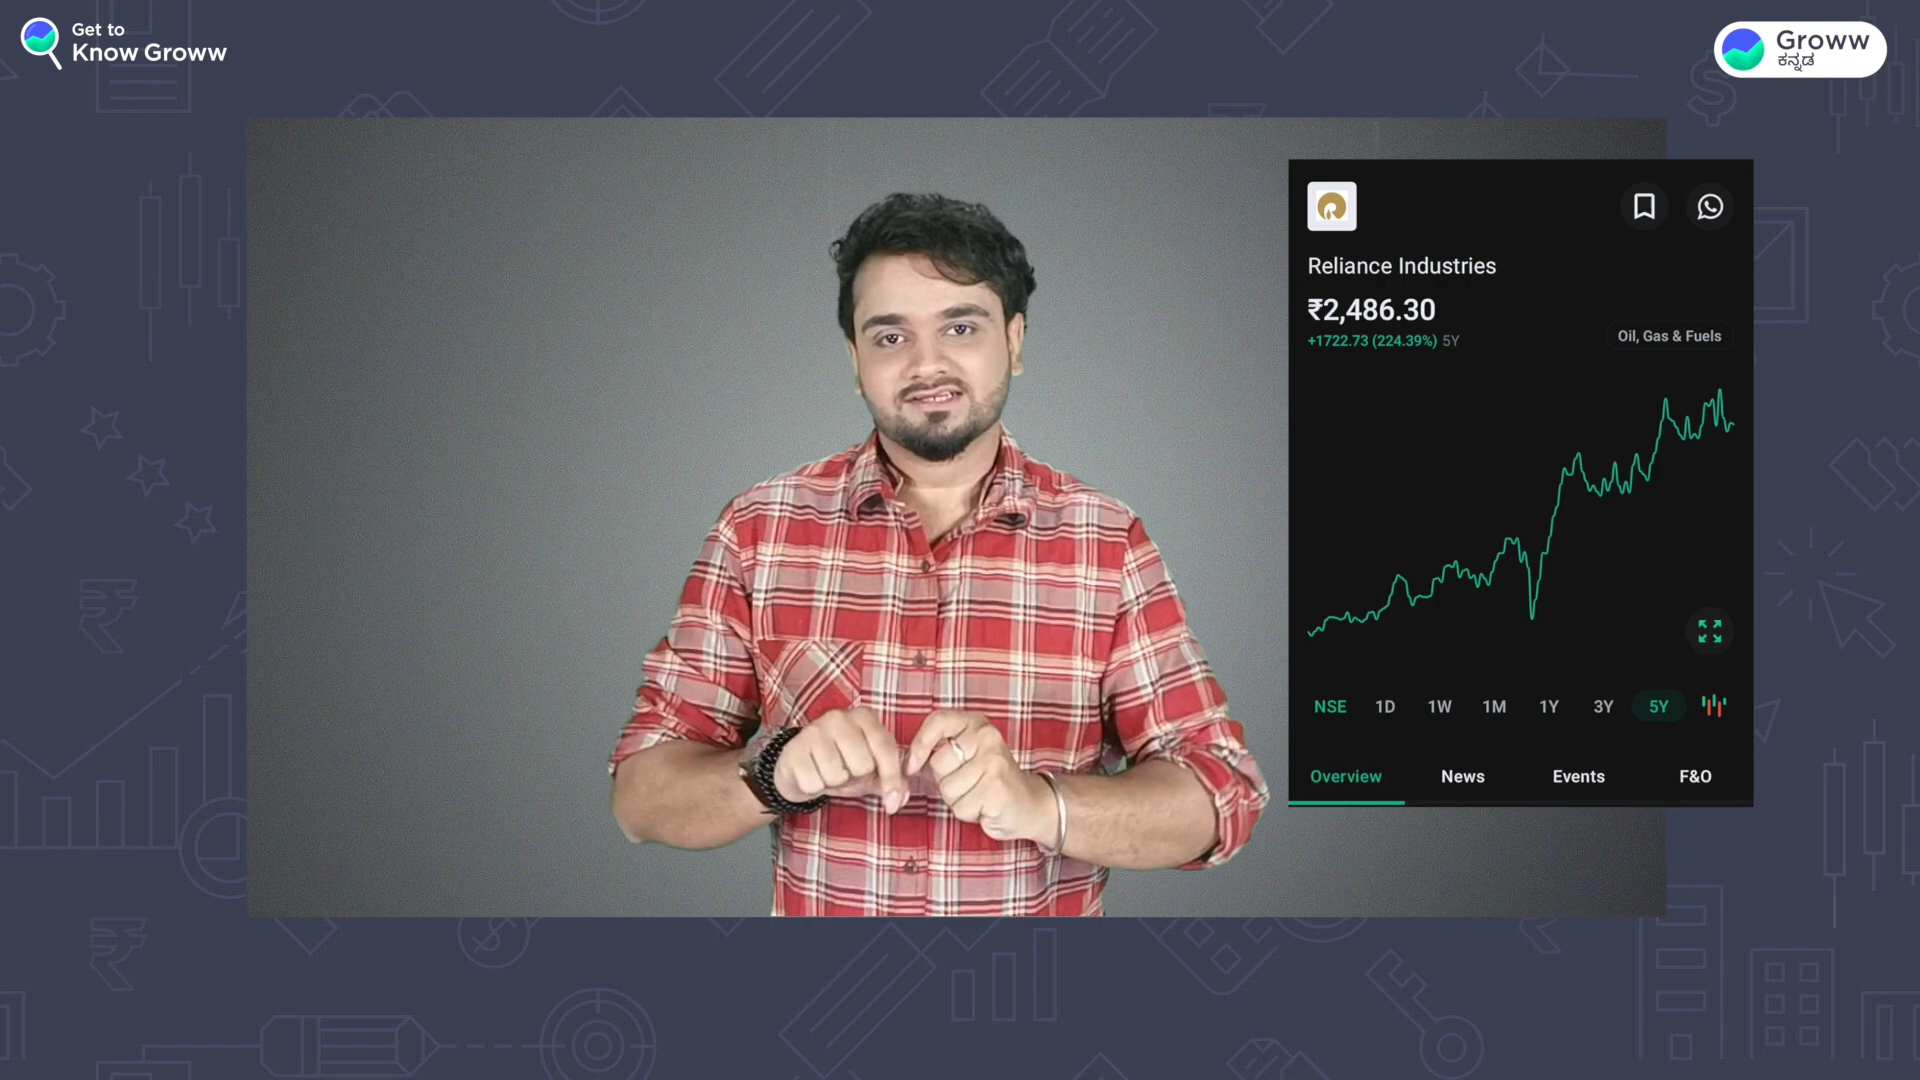 Get to
Know Groww
Groww
ಕನ್ನಡ
Reliance Industries
₹2,486.30
+1722.73 (224.39%) 5Y
Oil, Gas & Fuels
NSE 1D 1W 1M 1Y 3Y 5Y
Overview News Events F&O